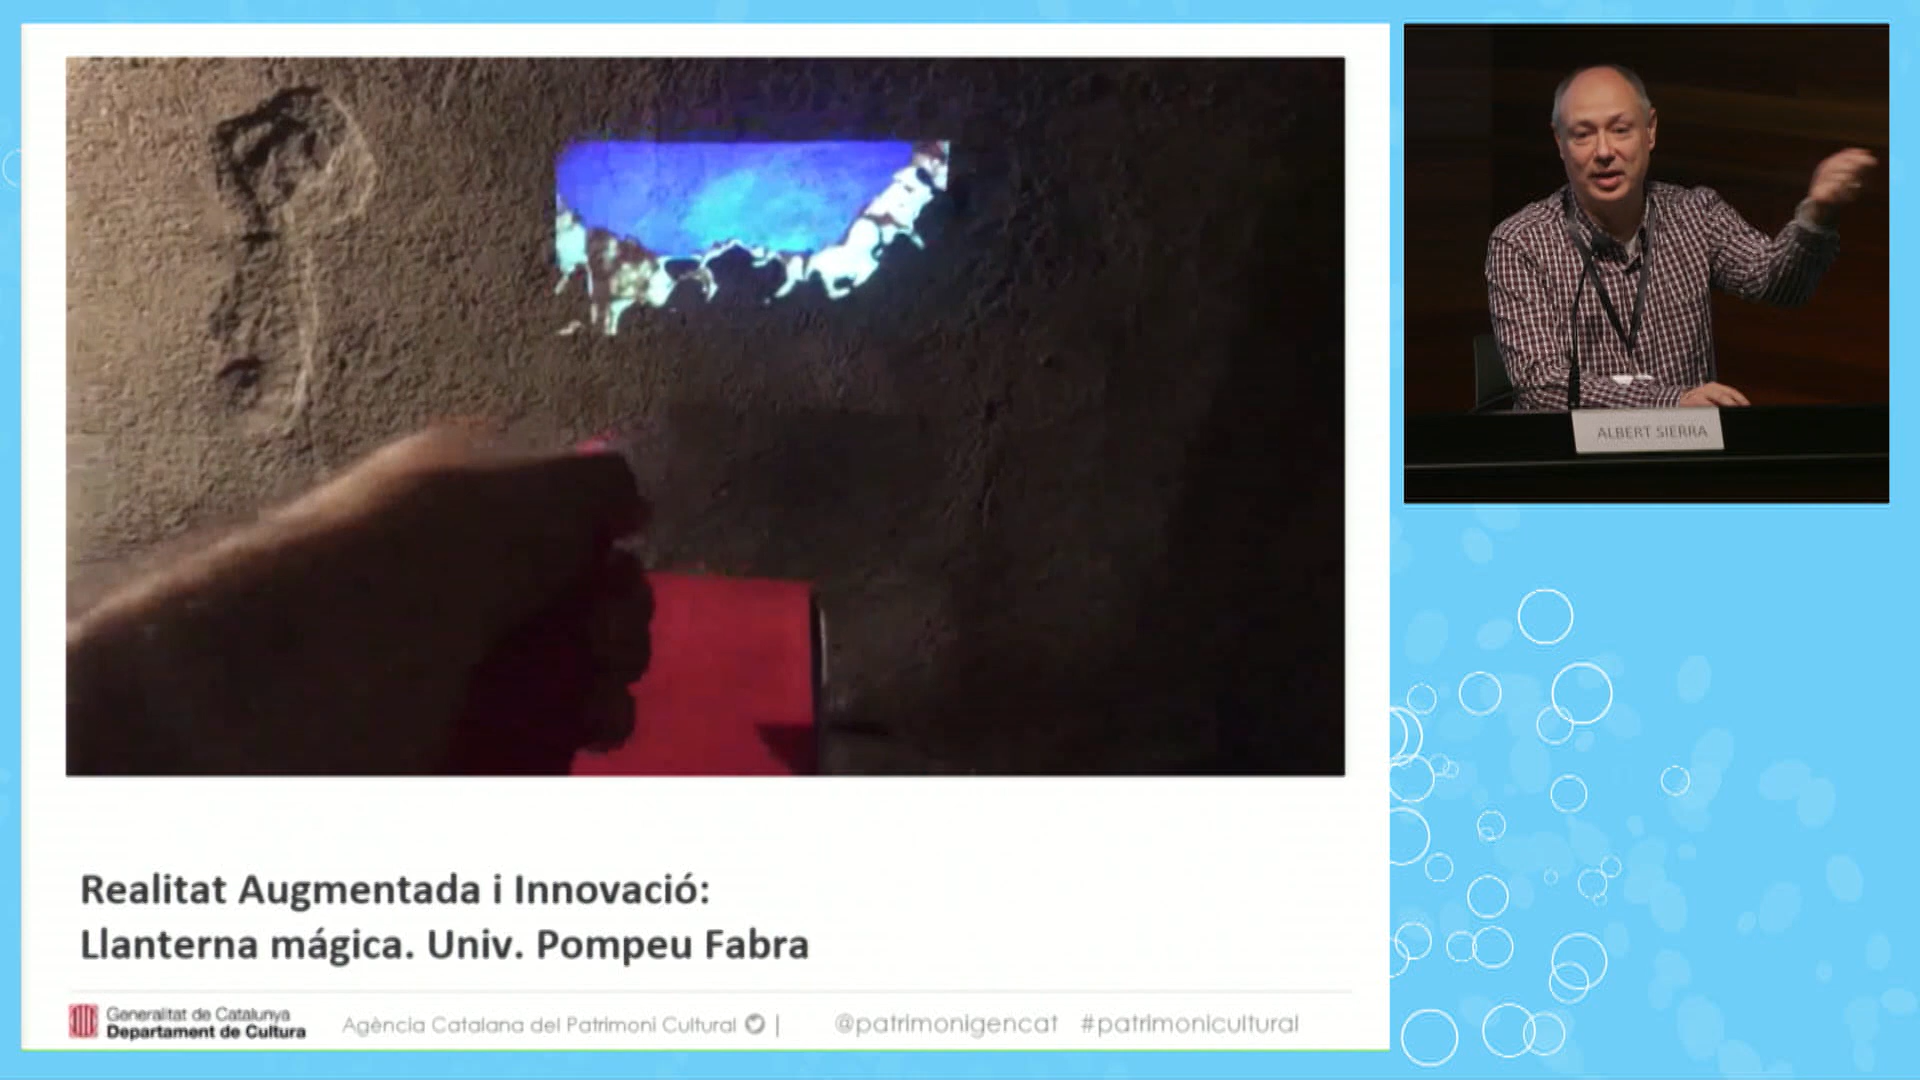 ALBERT SIERRA
Realitat Augmentada i Innovació:
Llanterna mágica. Univ. Pompeu Fabra
Generalitat de Catalunya
Departament de Cultura
Agència Catalana del Patrimoni Cultural | @patrimonigencat #patrimonicultural